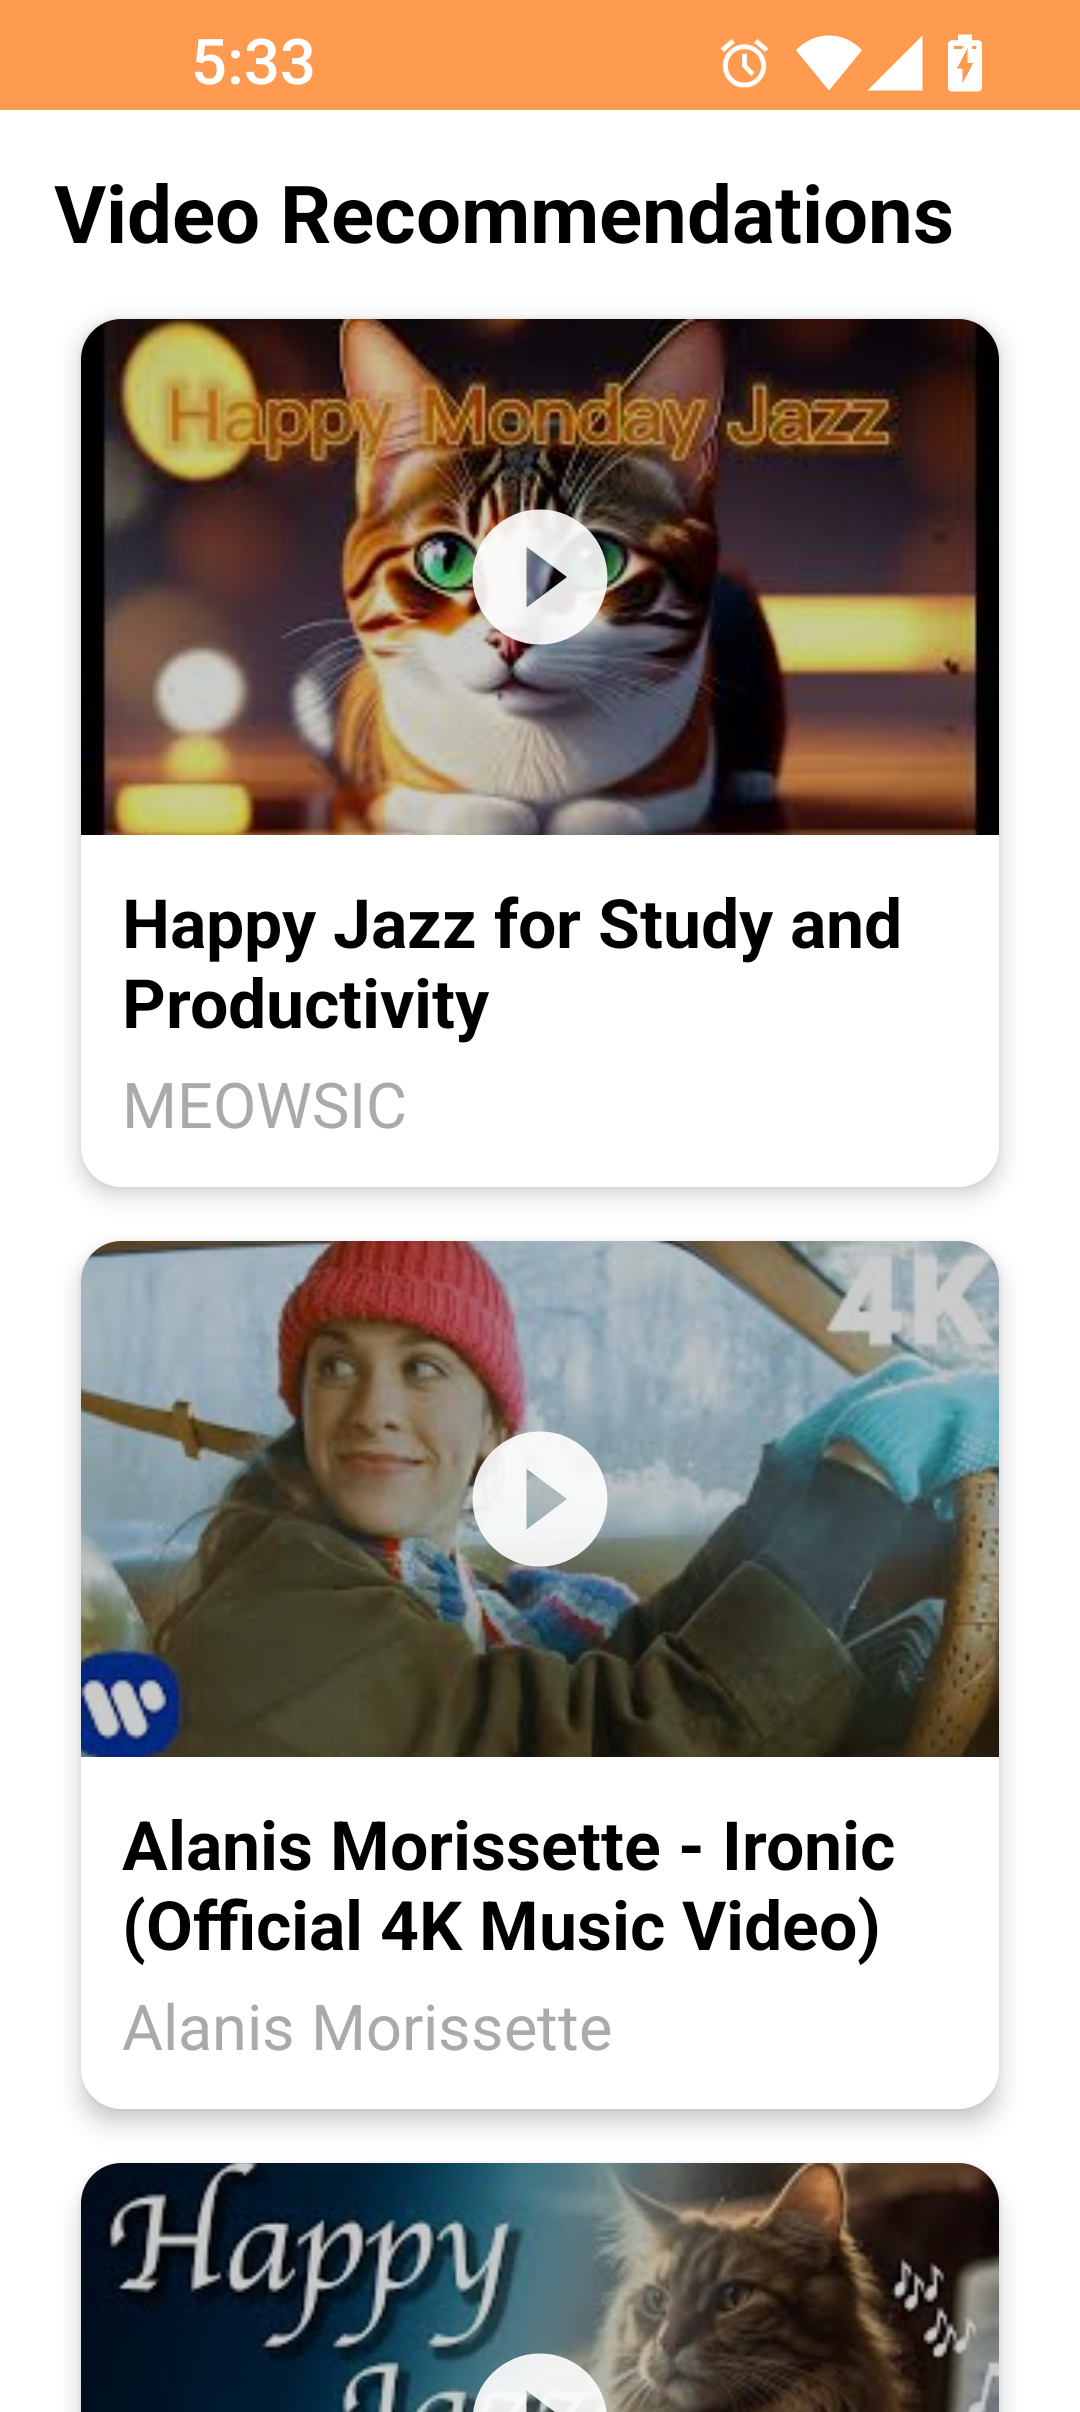 5:33
Video Recommendations
Happy Monday Jazz
Happy Jazz for Study and
Productivity
MEOWSIC
4K
Alanis Morissette - Ironic
(Official 4K Music Video)
Alanis Morissette
Happy
Jazz